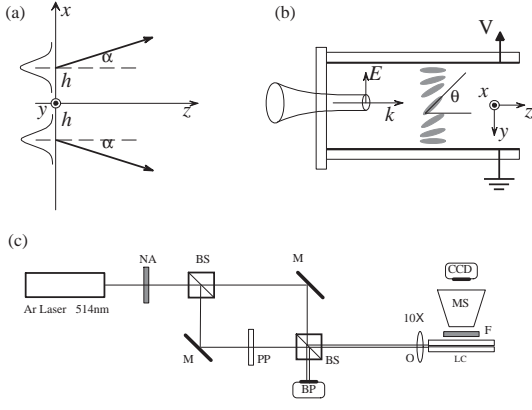 (a)
x
α
h
y
z
h
α
(b)
V
E
θ
k
x
z
y
(c)
NA
BS
M
CCD
MS
10X
F
Ar Laser 514nm
M
PP
BS
O
LC
BP